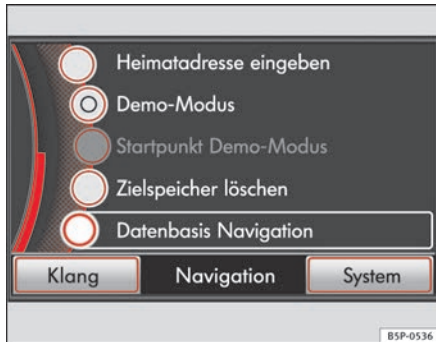 Heimatadresse eingeben
Demo-Modus
Startpunkt Demo-Modus
Zielspeicher löschen
Datenbasis Navigation
Klang Navigation System
B5P-0536